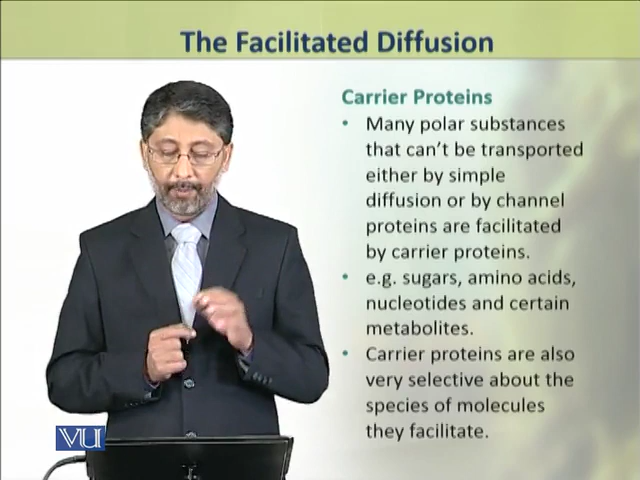 The Facilitated Diffusion
Carrier Proteins
• Many polar substances
that can't be transported
either by simple
diffusion or by channel
proteins are facilitated
by carrier proteins.
• e.g. sugars, amino acids,
nucleotides and certain
metabolites.
• Carrier proteins are also
very selective about the
species of molecules
they facilitate.
VU